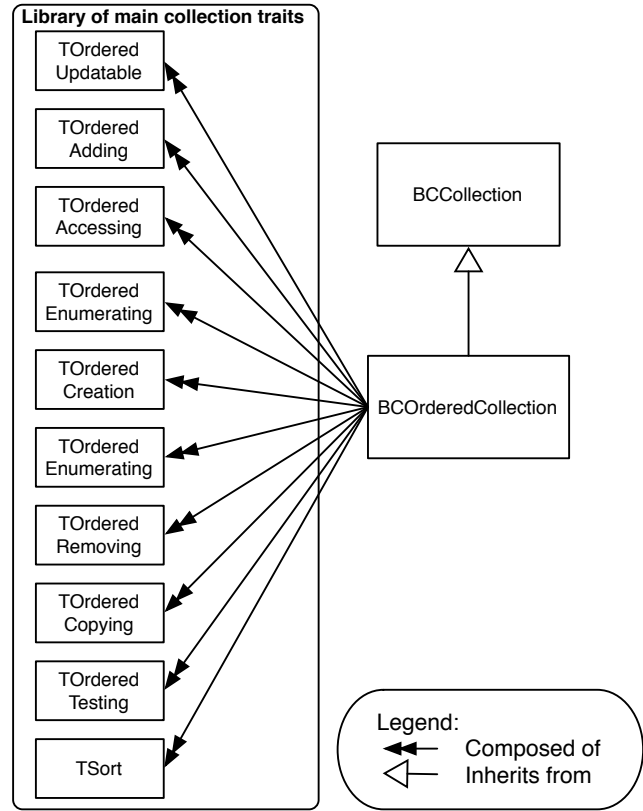 Library of main collection traits
TOrdered
Updatable
TOrdered
Adding
TOrdered
Accessing
TOrdered
Enumerating
TOrdered
Creation
TOrdered
Enumerating
TOrdered
Removing
TOrdered
Copying
TOrdered
Testing
TSort
BCCollection
BCOrderedCollection
Legend:
Composed of
Inherits from